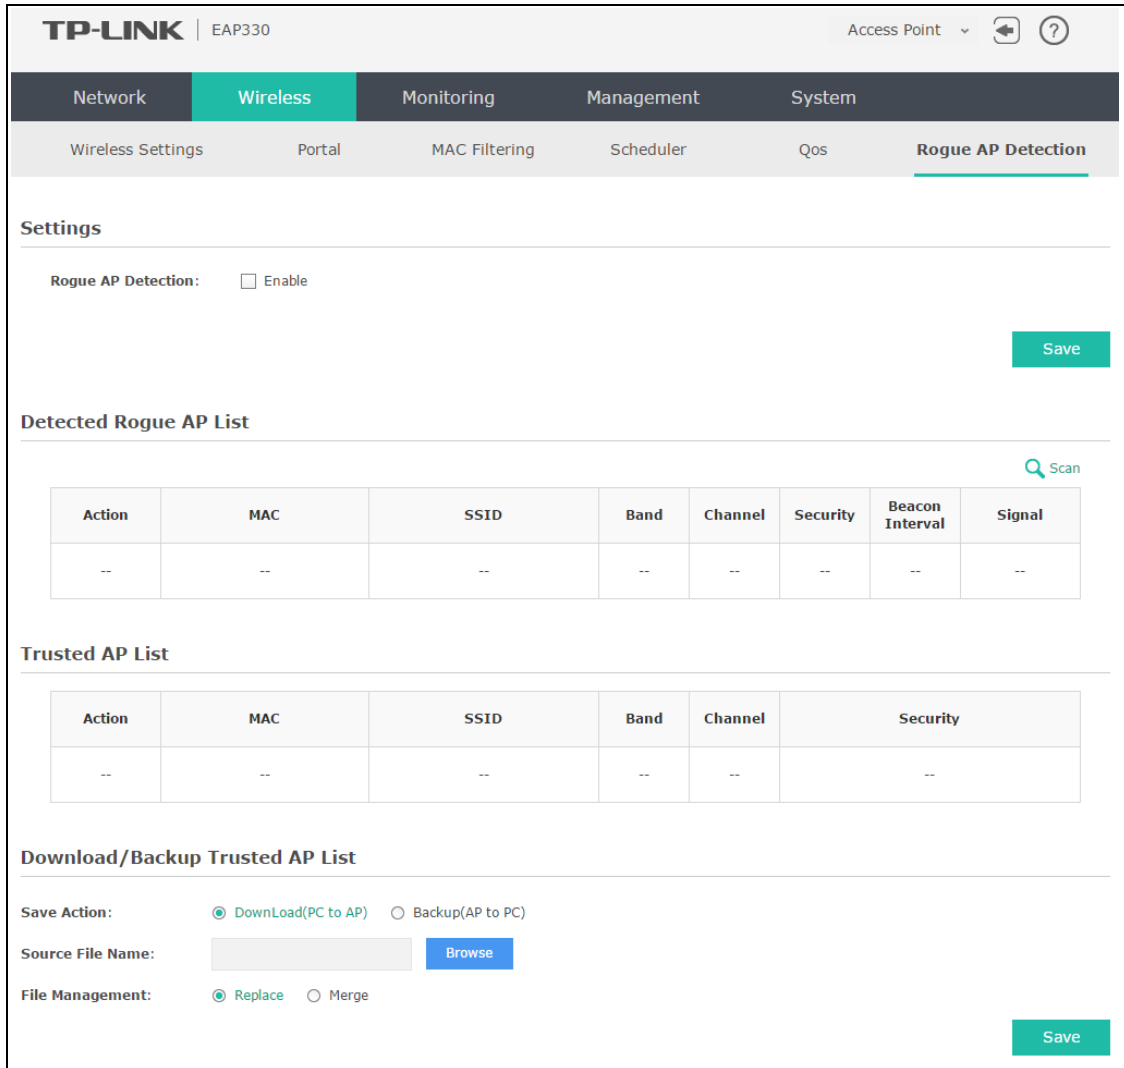 TP-LINK | EAP330 Access Point ?
Network Wireless Monitoring Management System
Wireless Settings Portal MAC Filtering Scheduler Qos Rogue AP Detection
Settings
Rogue AP Detection: Enable
Save
Detected Rogue AP List
Scan
Action MAC SSID Band Channel Security Beacon Interval Signal
-- -- -- -- -- -- -- --
Trusted AP List
Action MAC SSID Band Channel Security
-- -- -- -- -- --
Download/Backup Trusted AP List
Save Action: DownLoad(PC to AP) Backup(AP to PC)
Source File Name: Browse
File Management: Replace Merge
Save